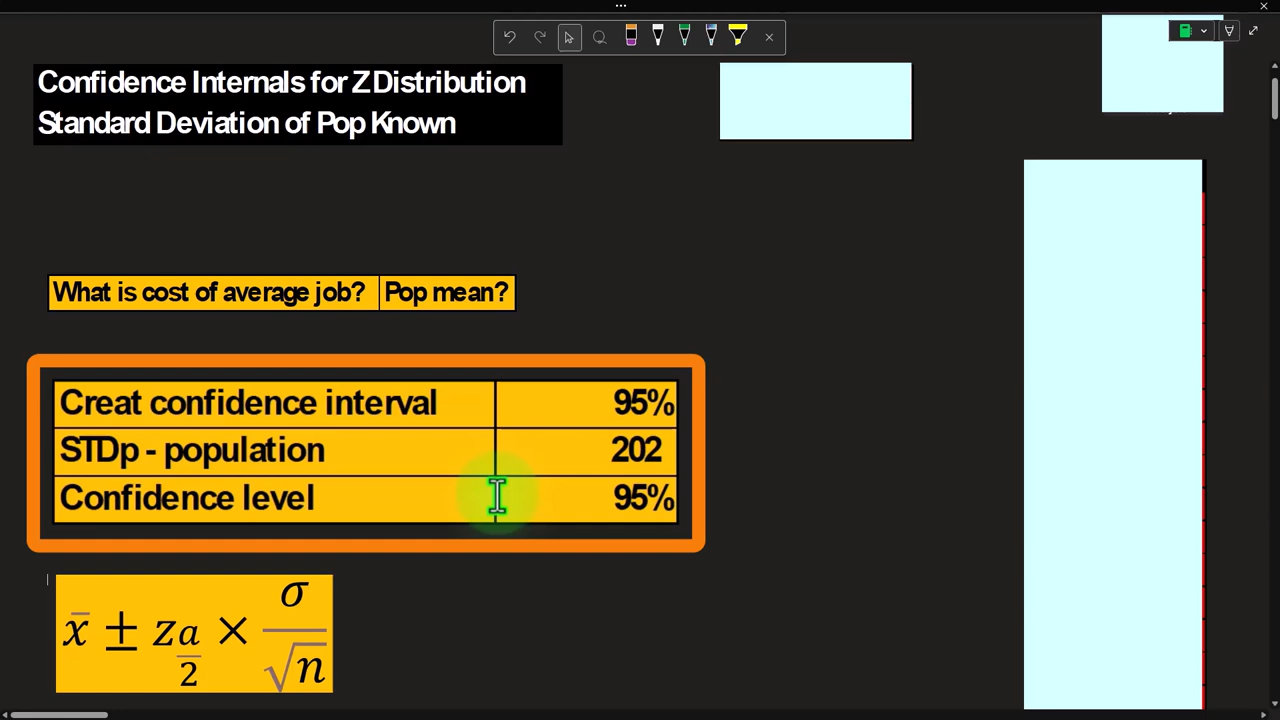 Confidence Internals for Z Distribution
Standard Deviation of Pop Known
What is cost of average job? Pop mean?
Creat confidence interval 95%
STDp - population 202
Confidence level 95%
x̄ ± z a/2 × σ/√n